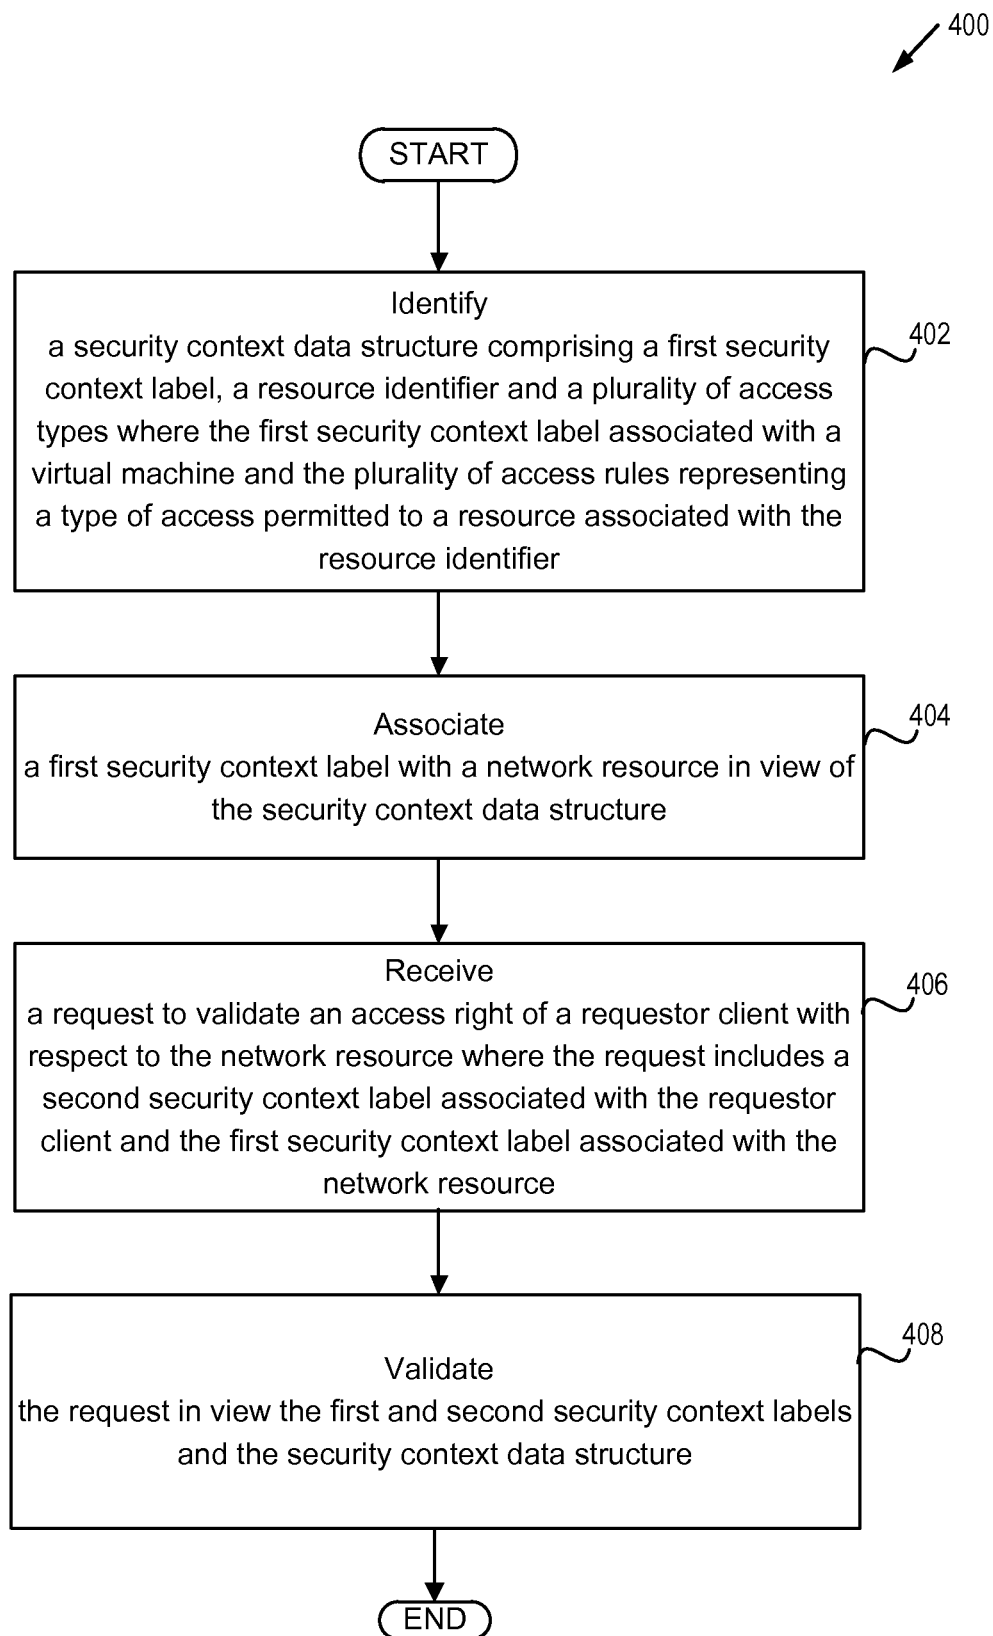 400
START
Identify
a security context data structure comprising a first security
context label, a resource identifier and a plurality of access
types where the first security context label associated with a
virtual machine and the plurality of access rules representing
a type of access permitted to a resource associated with the
resource identifier
402
Associate
a first security context label with a network resource in view of
the security context data structure
404
Receive
a request to validate an access right of a requestor client with
respect to the network resource where the request includes a
second security context label associated with the requestor
client and the first security context label associated with the
network resource
406
Validate
the request in view the first and second security context labels
and the security context data structure
408
END